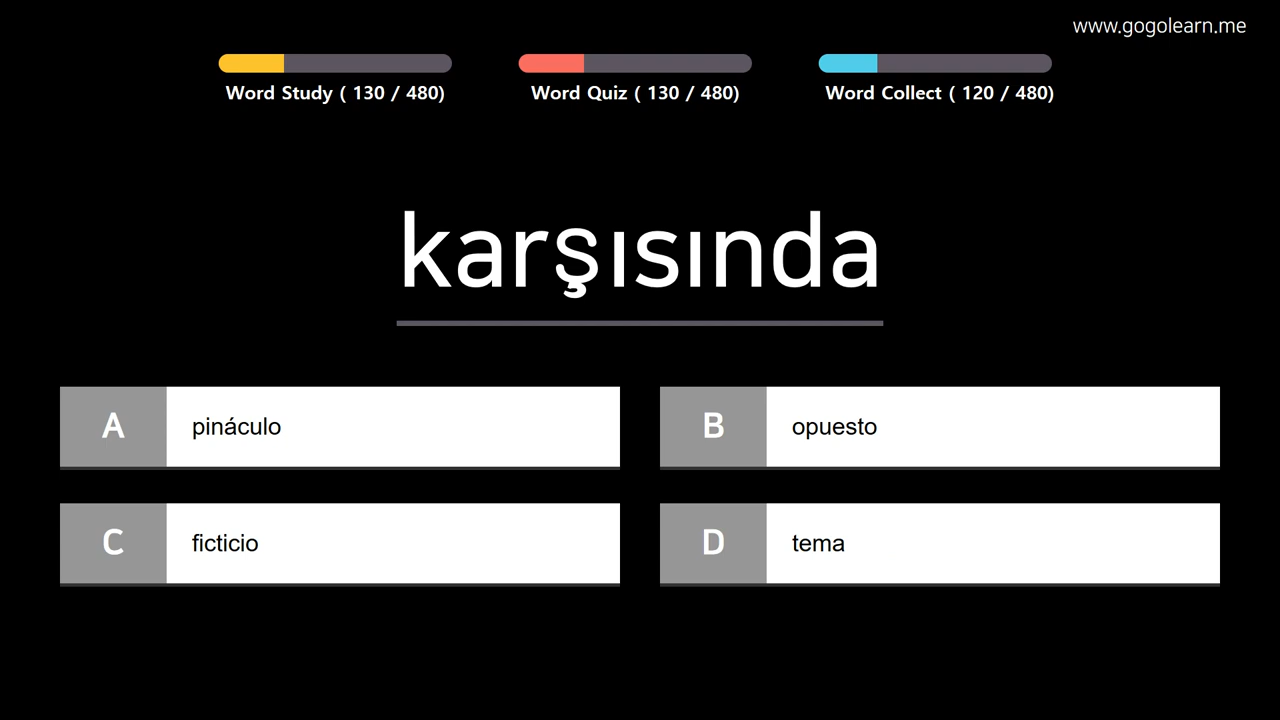 www.gogolearn.me
Word Study ( 130 / 480)
Word Quiz ( 130 / 480)
Word Collect ( 120 / 480)
karşısında
A pináculo
B opuesto
C ficticio
D tema